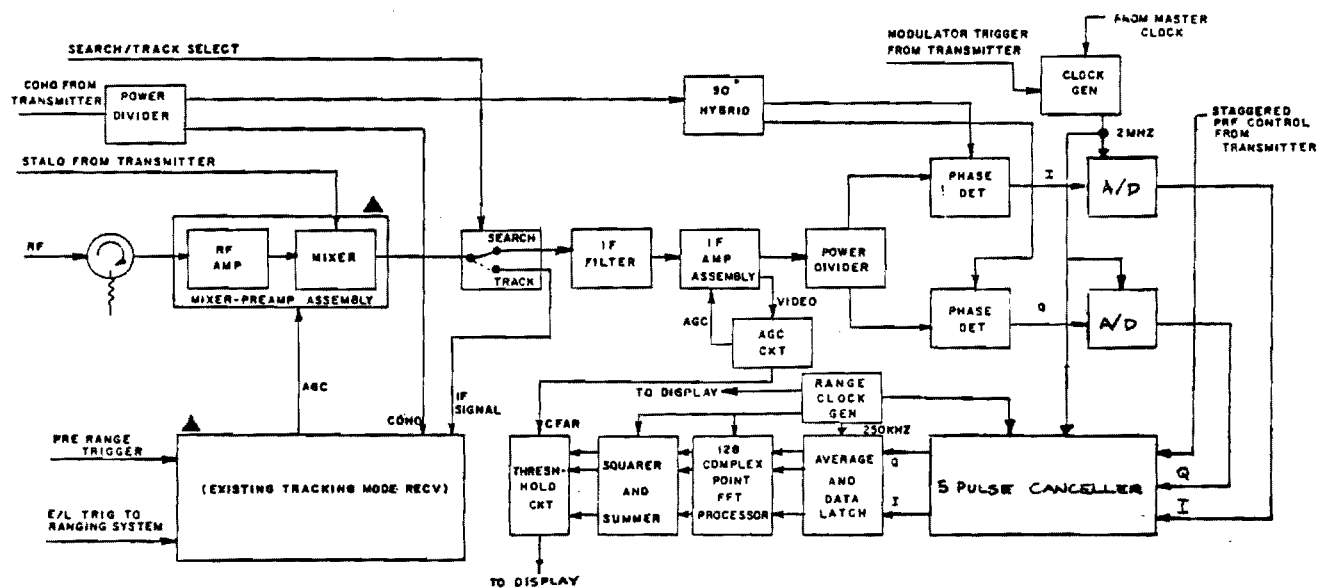 FROM MASTER
CLOCK
MODULATOR TRIGGER
FROM TRANSMITTER
CLOCK
GEN
SEARCH/TRACK SELECT
COHO FROM
TRANSMITTER
POWER
DIVIDER
90°
HYBRID
2MHZ
STAGGERED
PRF CONTROL
FROM
TRANSMITTER
STALO FROM TRANSMITTER
PHASE
DET
I
A/D
RF
RF
AMP
MIXER
MIXER-PREAMP ASSEMBLY
SEARCH
TRACK
IF
FILTER
IF
AMP
ASSEMBLY
POWER
DIVIDER
VIDEO
AGC
AGC
CKT
PHASE
DET
Q
A/D
AGC
COHO
IF
SIGNAL
TO DISPLAY
RANGE
CLOCK
GEN
CFAR
250KHZ
PRE RANGE
TRIGGER
(EXISTING TRACKING MODE RECV)
E/L TRIG TO
RANGING SYSTEM
THRESH-
HOLD
CKT
SQUARER
AND
SUMMER
128
COMPLEX
POINT
FFT
PROCESSOR
AVERAGE
AND
DATA
LATCH
Q
I
5 PULSE CANCELLER
Q
I
TO DISPLAY